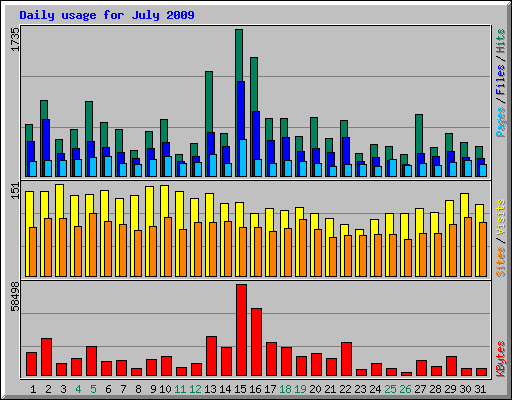 Daily usage for July 2009
1735
Pages / Files / Hits
151
Sites / Visits
58498
KBytes
1 2 3 4 5 6 7 8 9 10 11 12 13 14 15 16 17 18 19 20 21 22 23 24 25 26 27 28 29 30 31